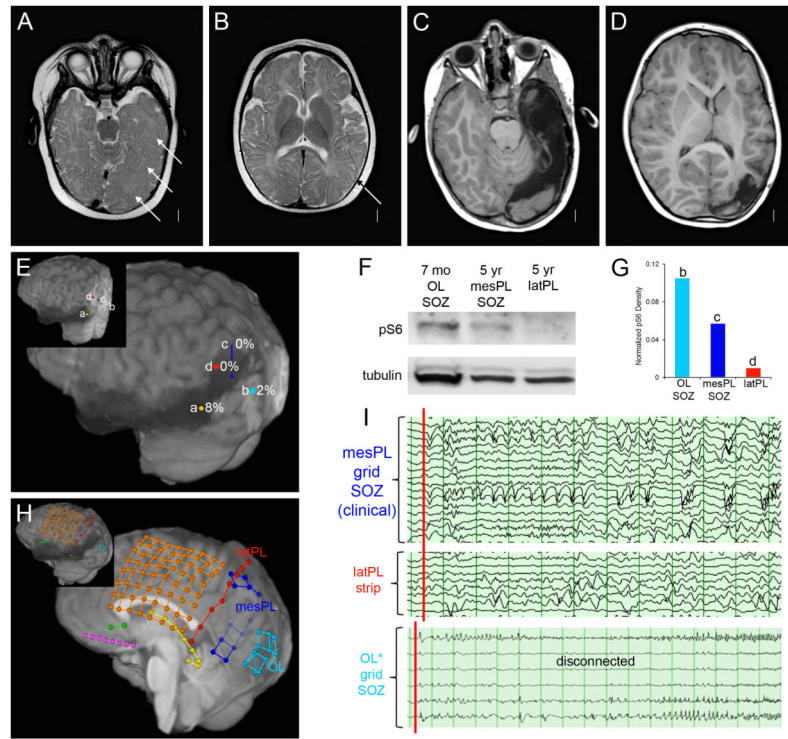 A
B
C
D
E
d
c
a
b
c 0%
d 0%
b 2%
a 8%
F
7 mo
OL
SOZ
5 yr
mesPL
SOZ
5 yr
latPL
pS6
tubulin
G
Normalized pS6 Density
0.12
0.08
0.04
0
b
c
d
OL
SOZ
mesPL
SOZ
latPL
H
latPL
mesPL
OL
I
mesPL
grid
SOZ
(clinical)
latPL
strip
OL*
grid
SOZ
disconnected